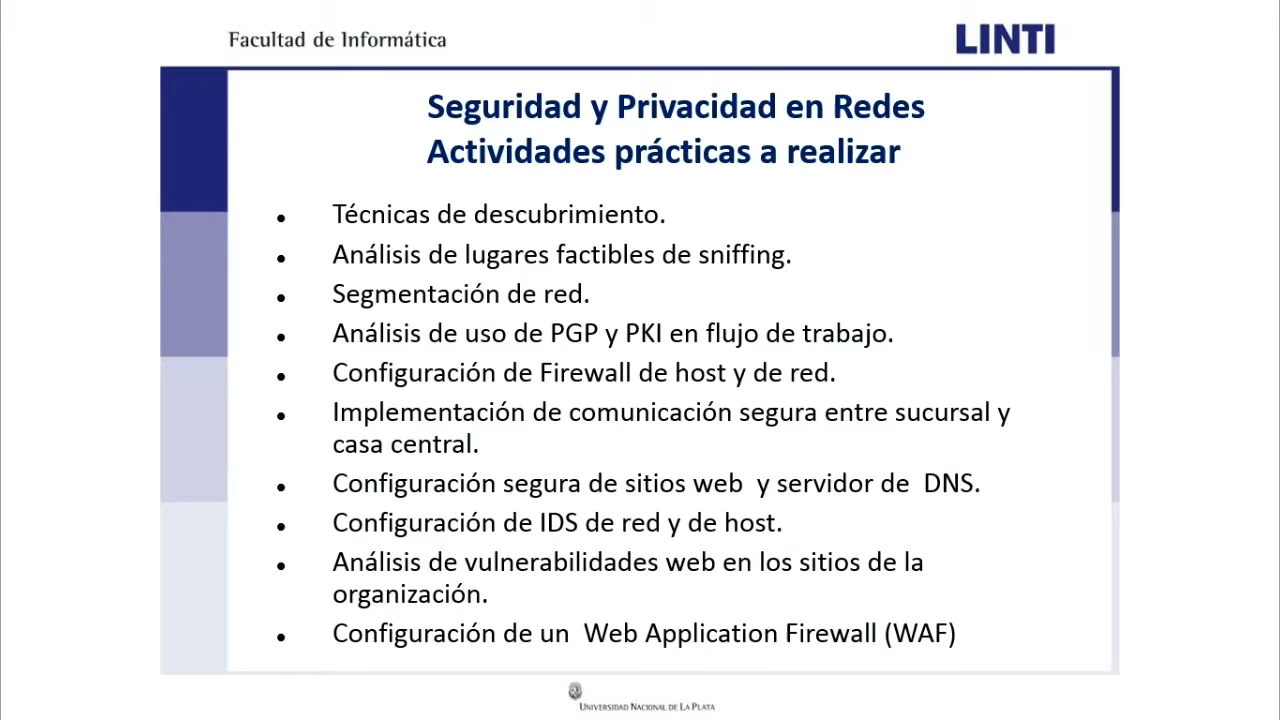 Facultad de Informática
LINTI
Seguridad y Privacidad en Redes
Actividades prácticas a realizar
• Técnicas de descubrimiento.
• Análisis de lugares factibles de sniffing.
• Segmentación de red.
• Análisis de uso de PGP y PKI en flujo de trabajo.
• Configuración de Firewall de host y de red.
• Implementación de comunicación segura entre sucursal y
casa central.
• Configuración segura de sitios web y servidor de DNS.
• Configuración de IDS de red y de host.
• Análisis de vulnerabilidades web en los sitios de la
organización.
• Configuración de un Web Application Firewall (WAF)
UNIVERSIDAD NACIONAL DE LA PLATA